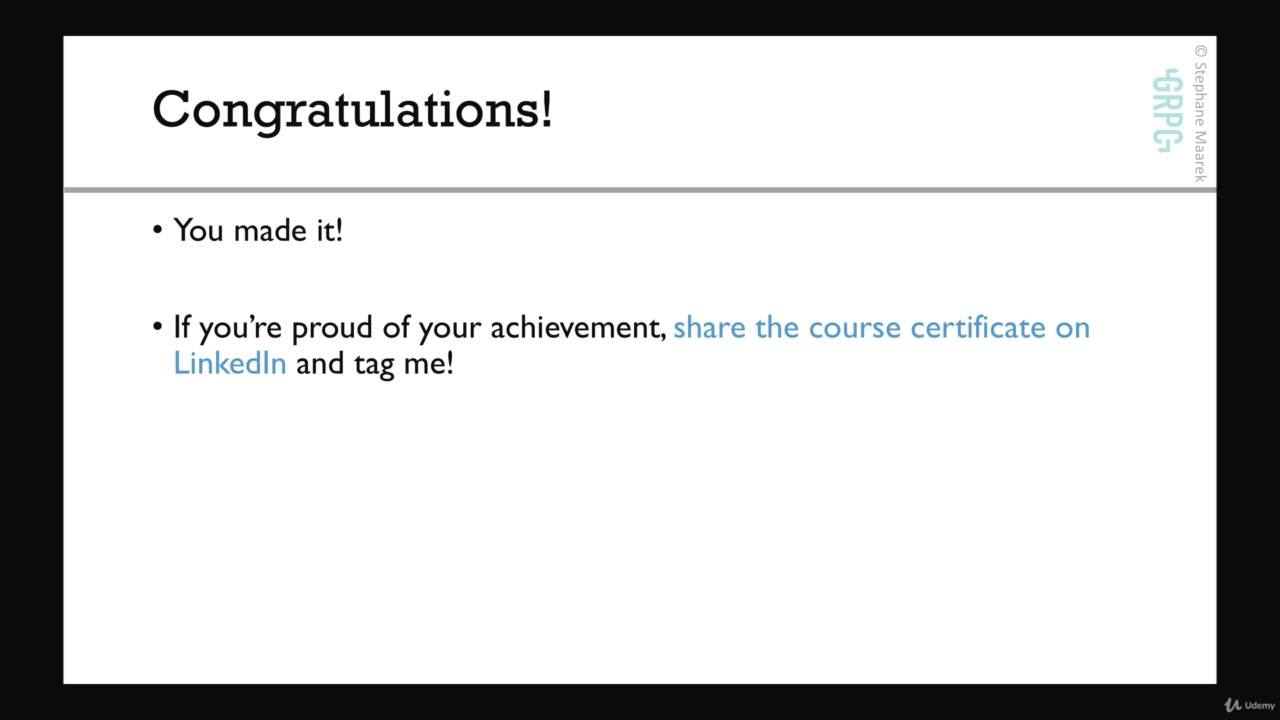 Congratulations!
© Stephane Maarek
GRPC
• You made it!
• If you’re proud of your achievement, share the course certificate on
LinkedIn and tag me!
Udemy